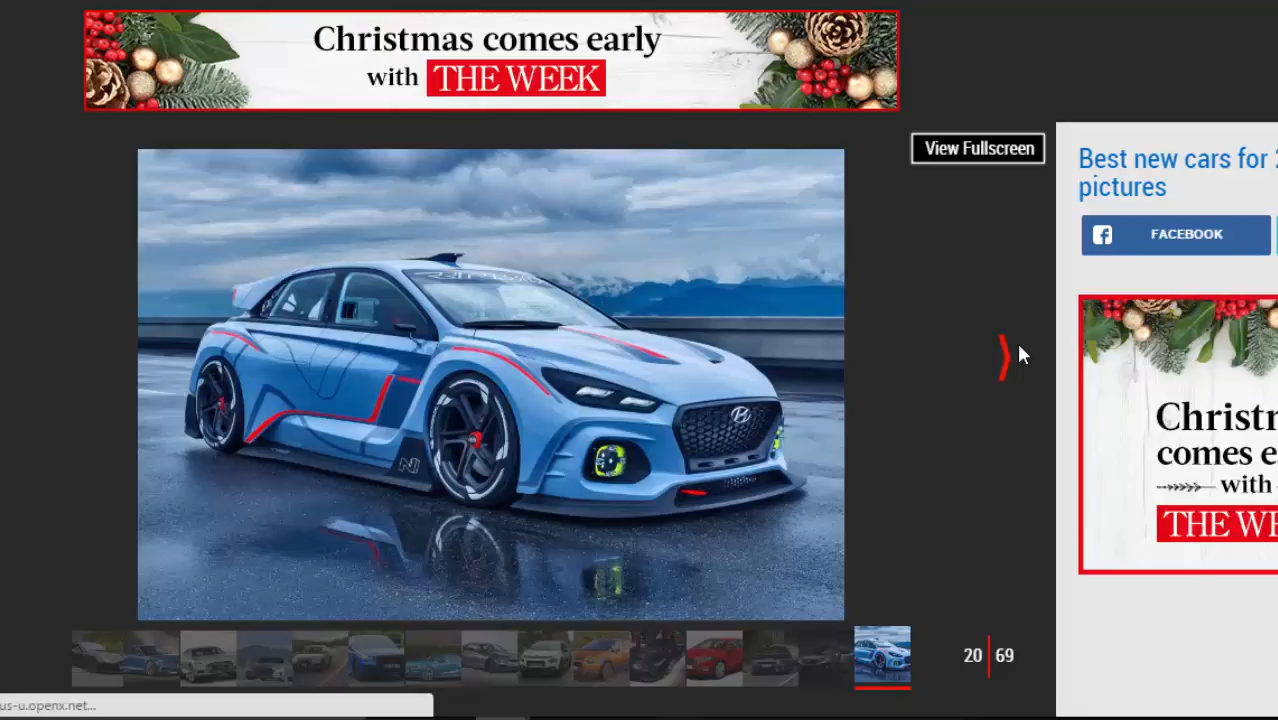 Christmas comes early
with THE WEEK
View Fullscreen
Best new cars for
pictures
FACEBOOK
N
Christ
comes e
with
THE WE
20 69
us-u.openx.net...